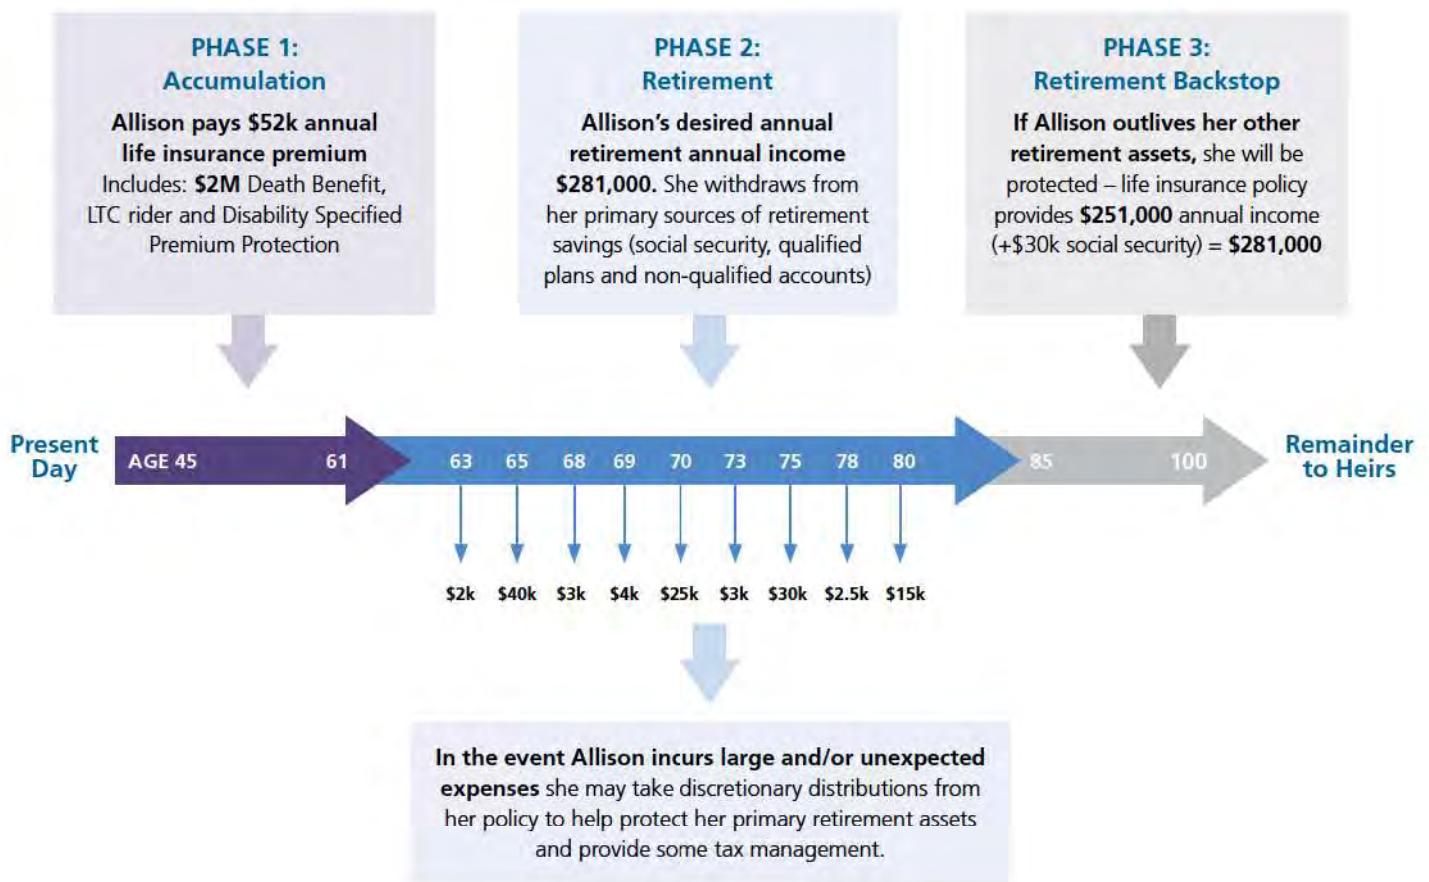 PHASE 1:
Accumulation
Allison pays $52k annual
life insurance premium
Includes: $2M Death Benefit,
LTC rider and Disability Specified
Premium Protection
PHASE 2:
Retirement
Allison's desired annual
retirement annual income
$281,000. She withdraws from
her primary sources of retirement
savings (social security, qualified
plans and non-qualified accounts)
PHASE 3:
Retirement Backstop
If Allison outlives her other
retirement assets, she will be
protected – life insurance policy
provides $251,000 annual income
(+$30k social security) = $281,000
Present
Day
AGE 45 61 63 65 68 69 70 73 75 78 80 85 100
Remainder
to Heirs
$2k $40k $3k $4k $25k $3k $30k $2.5k $15k
In the event Allison incurs large and/or unexpected
expenses she may take discretionary distributions from
her policy to help protect her primary retirement assets
and provide some tax management.